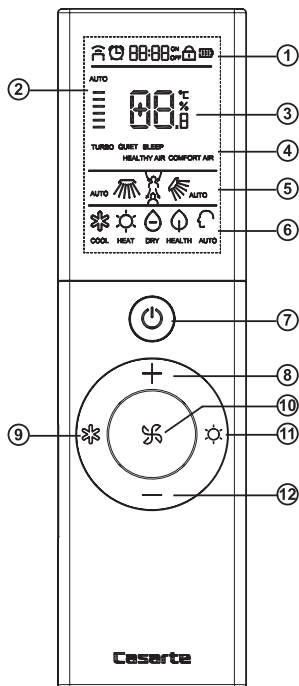 88:88 ON OFF ①
AUTO
②
88.8 °C % ③
TURBO QUIET SLEEP ④
HEALTHY AIR COMFORT AIR
AUTO AUTO ⑤
⑥
COOL HEAT DRY HEALTH AUTO
⑦
+ ⑧
⑨ ⑩ ⑪
− ⑫
Casarte